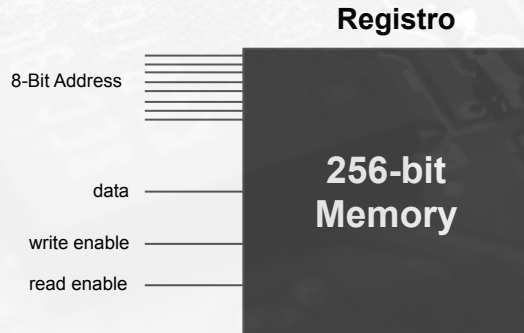 Registro
8-Bit Address
256-bit
Memory
data
write enable
read enable